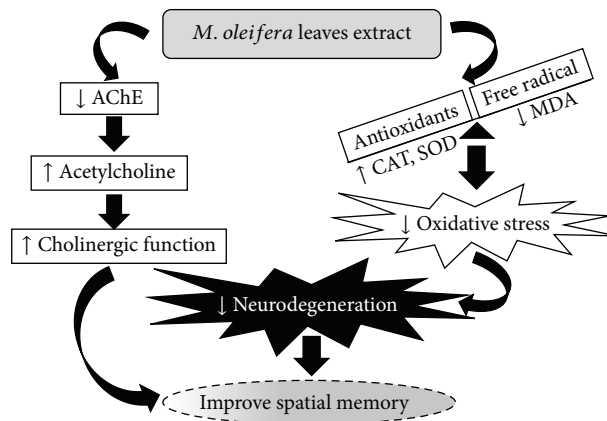 M. oleifera leaves extract
↓ AChE
↑ Acetylcholine
↑ Cholinergic function
Antioxidants
Free radical
↑ CAT, SOD
↓ MDA
↓ Oxidative stress
↓ Neurodegeneration
Improve spatial memory